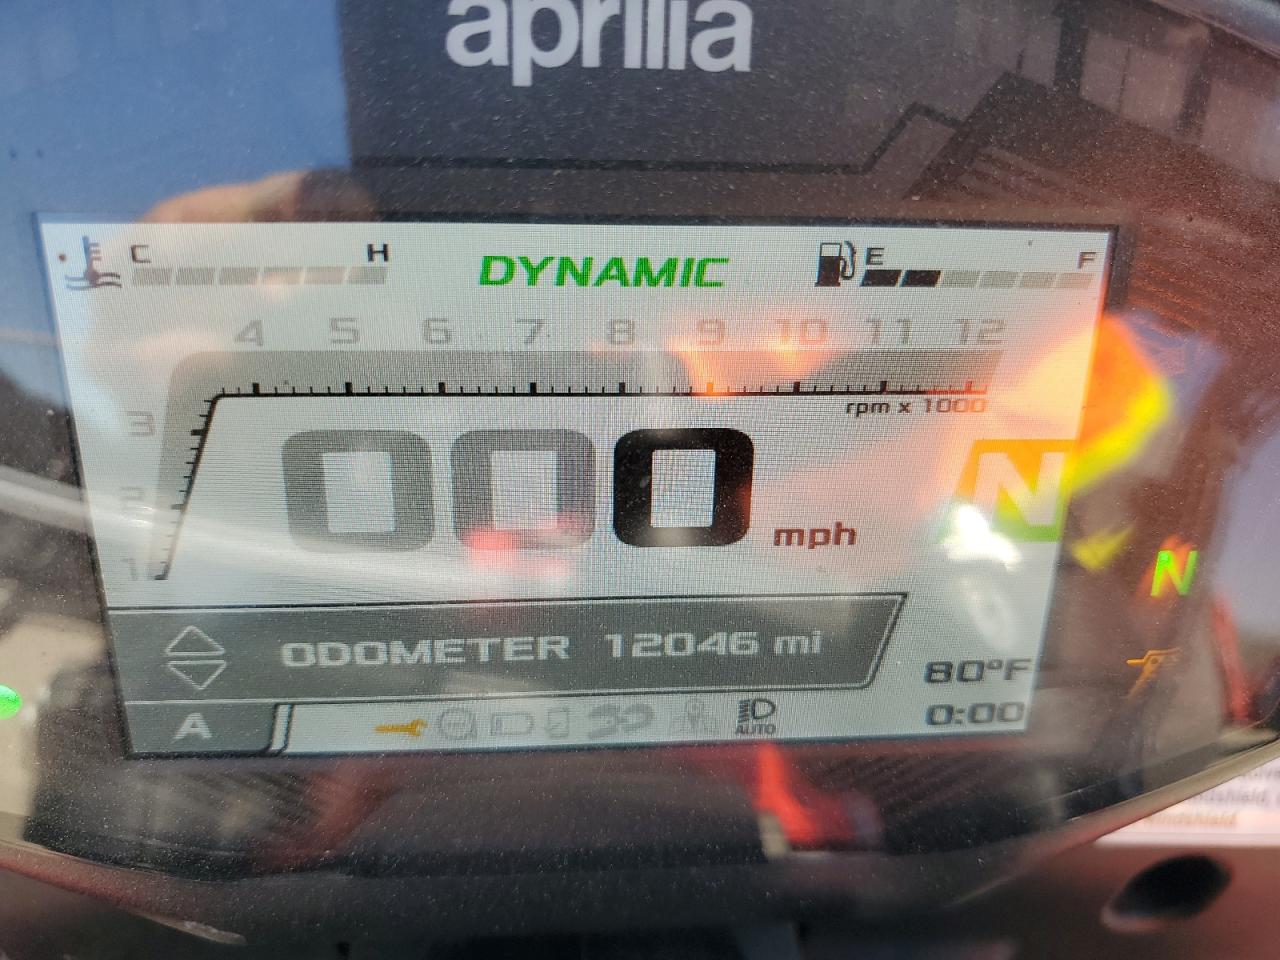 aprilia
C H DYNAMIC E F
4 5 6 7 8 9 10 11 12
rpm x 1000
3
2
1
000 mph
N
N
ODOMETER 12046 mi
80°F
A AUTO 0:00
windshield